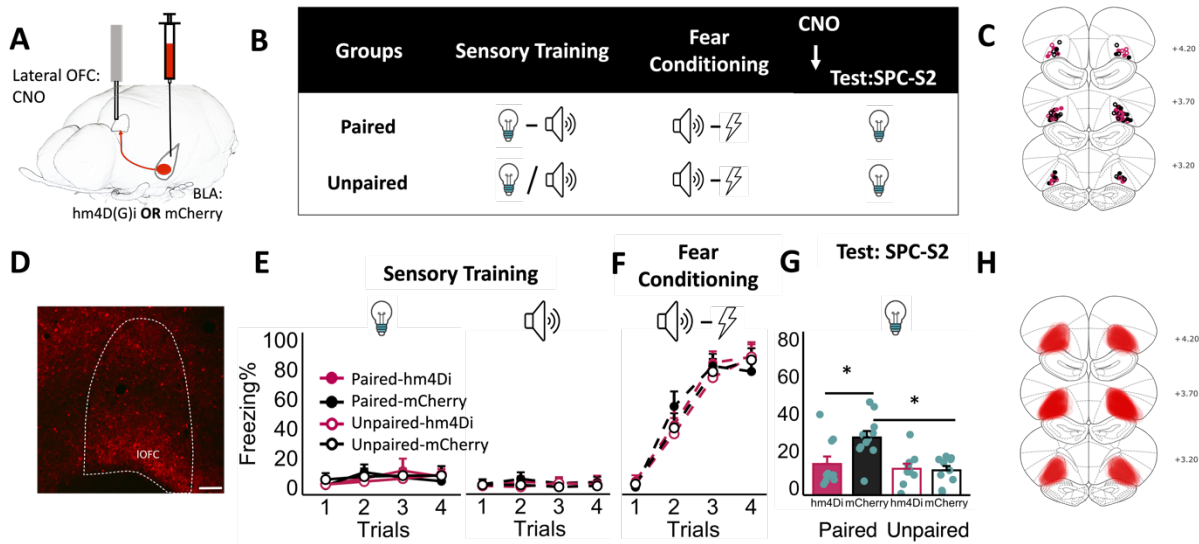 A
Lateral OFC:
CNO
BLA:
hm4D(G)i OR mCherry
B
Groups
Sensory Training
Fear
Conditioning
CNO
Test:SPC-S2
Paired
–
–
Unpaired
/
–
C
+4.20
+3.70
+3.20
D
lOFC
E
Sensory Training
100
80
60
40
20
0
Freezing%
Paired-hm4Di
Paired-mCherry
Unpaired-hm4Di
Unpaired-mCherry
1 2 3 4
Trials
1 2 3 4
Trials
F
Fear
Conditioning
–
1 2 3 4
Trials
G
Test: SPC-S2
80
60
40
20
0
*
*
hm4Di mCherry hm4Di mCherry
Paired Unpaired
H
+4.20
+3.70
+3.20